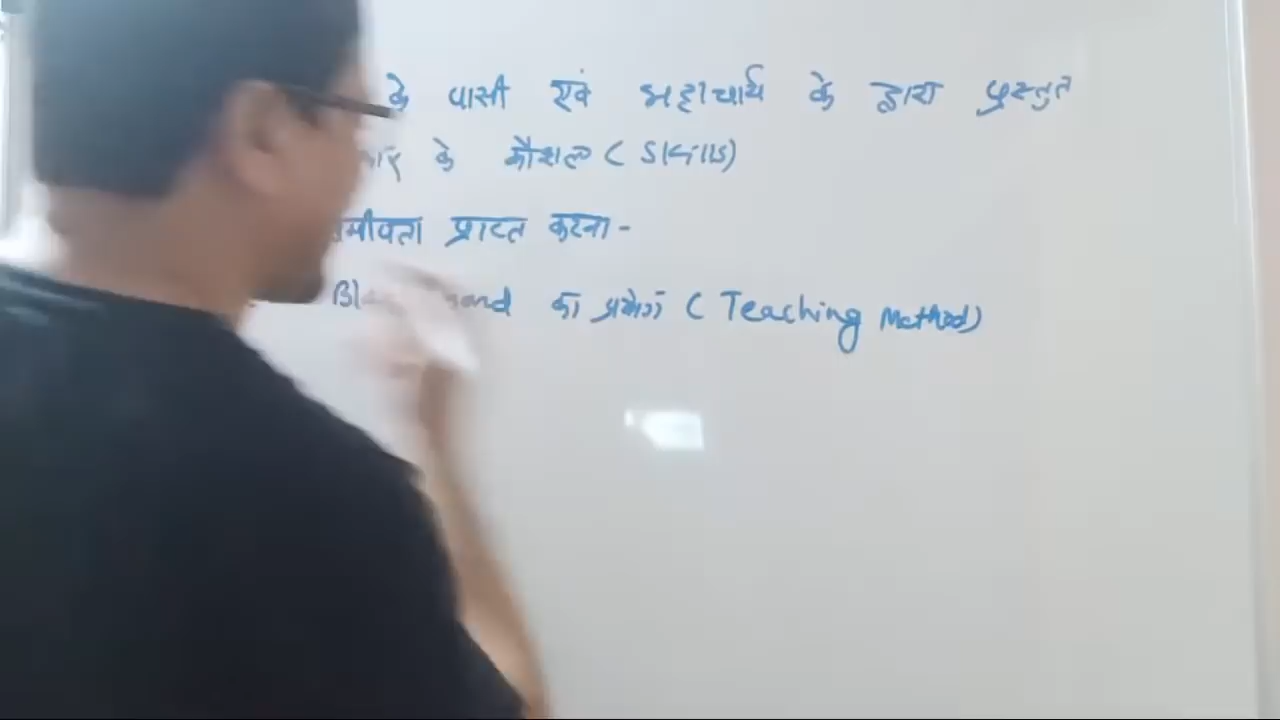 के पासी एवं भट्टाचार्य के द्वारा प्रस्तुत
के कौशल ( Skills)
प्राप्त करना -
का प्रयोग ( Teaching Method)